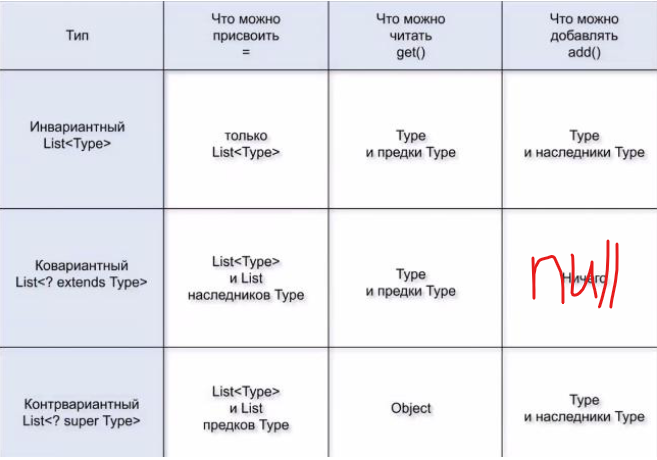 Тип
Что можно
присвоить
=
Что можно
читать
get()
Что можно
добавлять
add()
Инвариантный
List<Type>
только
List<Type>
Type
и предки Type
Type
и наследники Type
Ковариантный
List<? extends Type>
List<Type>
и List
наследников Type
Type
и предки Type
Ничего
null
Контрвариантный
List<? super Type>
List<Type>
и List
предков Type
Object
Type
и наследники Type